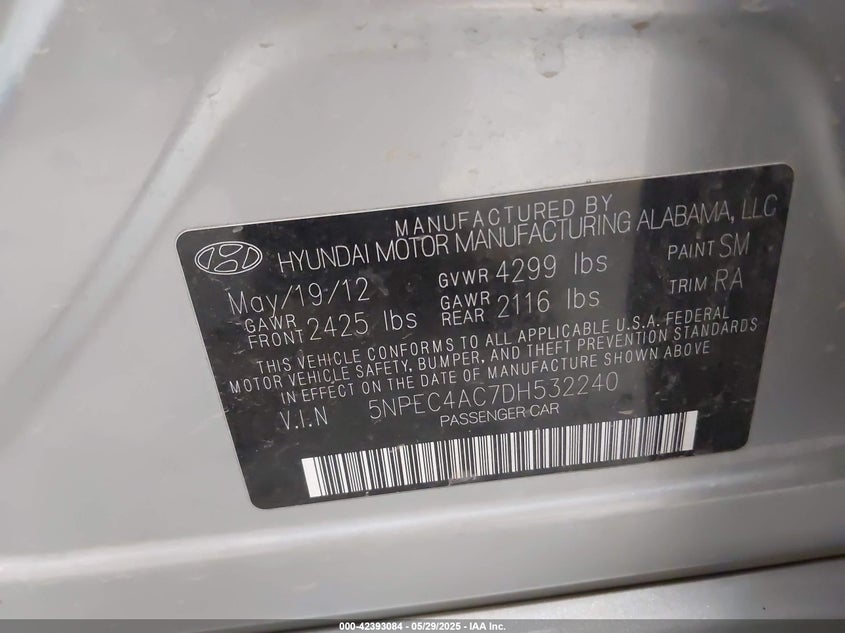 MANUFACTURED BY
HYUNDAI MOTOR MANUFACTURING ALABAMA, LLC
May/19/12 GVWR 4299 lbs PAINT SM
GAWR FRONT 2425 lbs GAWR REAR 2116 lbs TRIM RA
THIS VEHICLE CONFORMS TO ALL APPLICABLE U.S.A. FEDERAL
MOTOR VEHICLE SAFETY, BUMPER, AND THEFT PREVENTION STANDARDS
IN EFFECT ON THE DATE OF MANUFACTURE SHOWN ABOVE
V.I.N 5NPEC4AC7DH532240
PASSENGER CAR
000-42393084 - 05/29/2025 - IAA Inc.